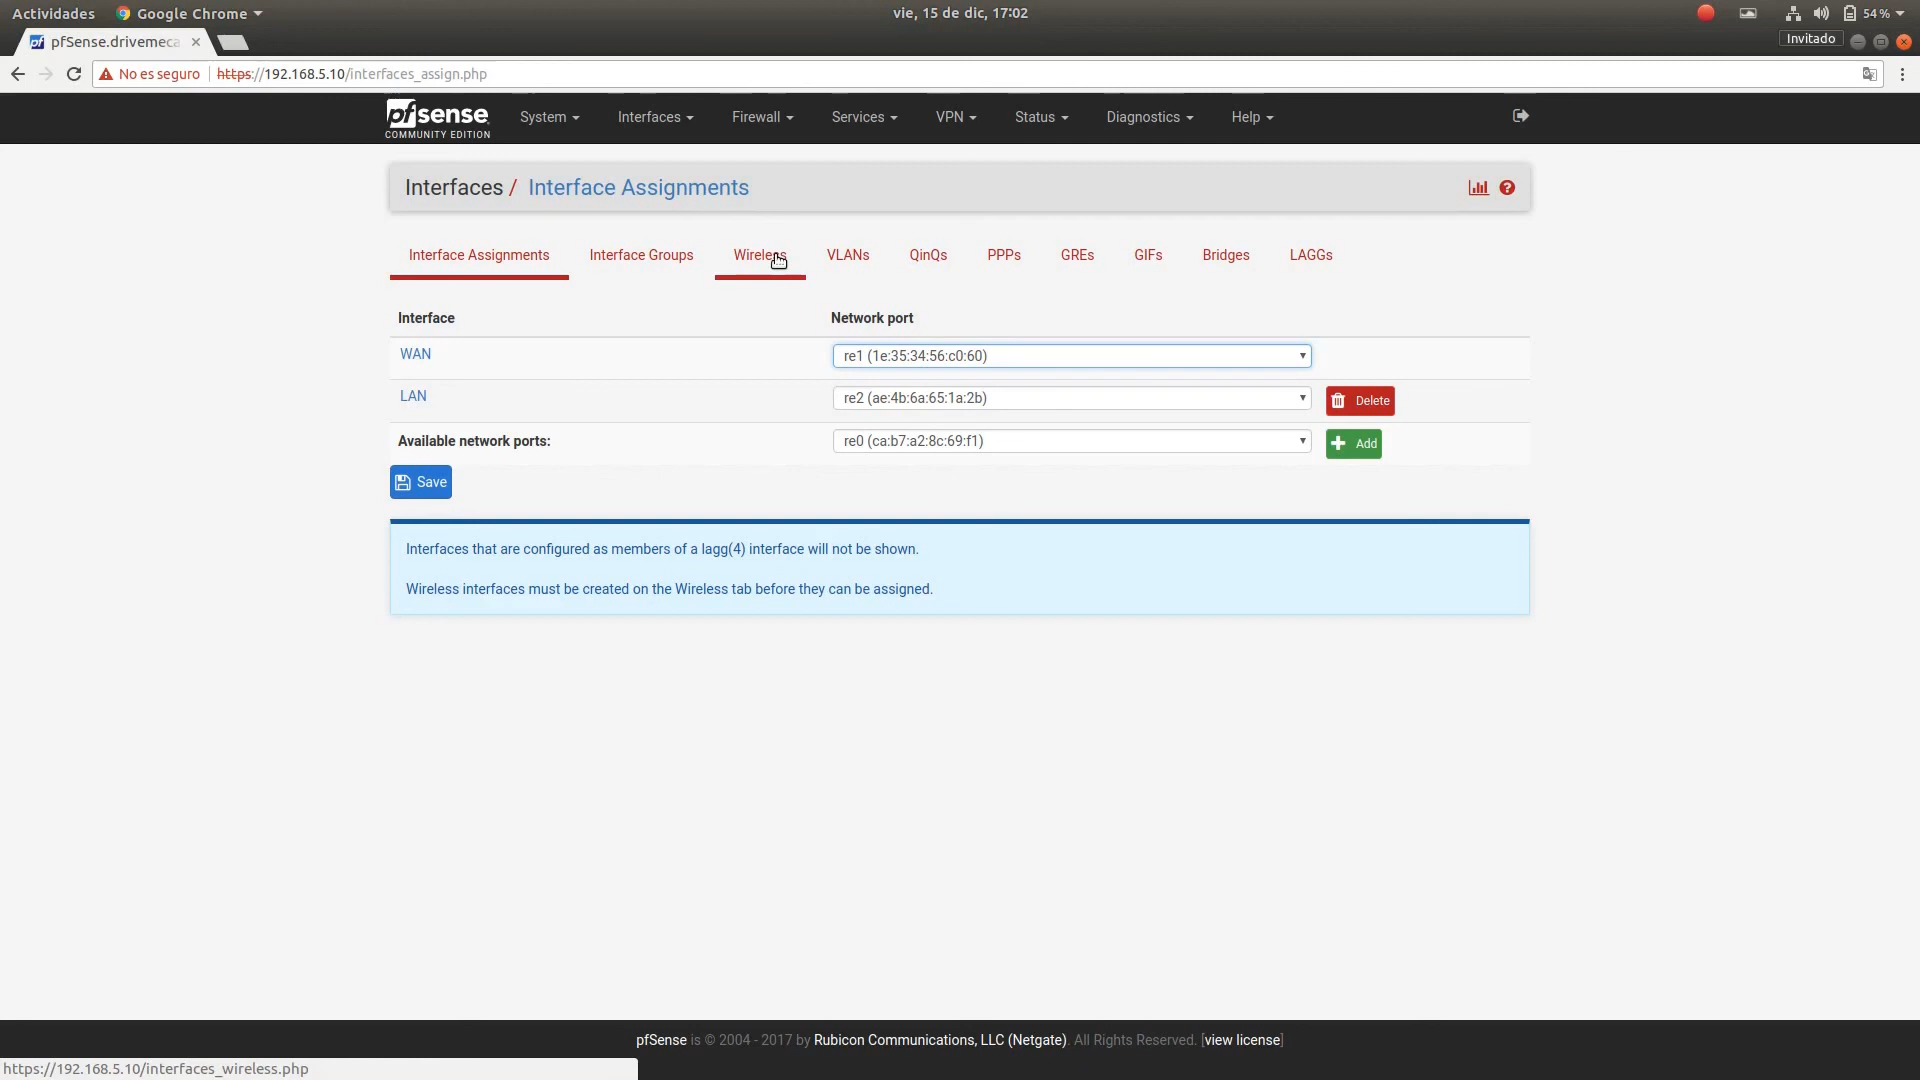 Actividades Google Chrome vie, 15 de dic, 17:02 54 %
pfSense.drivemeca Invitado
No es seguro https://192.168.5.10/interfaces_assign.php
pfsense COMMUNITY EDITION System Interfaces Firewall Services VPN Status Diagnostics Help
Interfaces / Interface Assignments
Interface Assignments Interface Groups Wireless VLANs QinQs PPPs GREs GIFs Bridges LAGGs
Interface Network port
WAN re1 (1e:35:34:56:c0:60)
LAN re2 (ae:4b:6a:65:1a:2b) Delete
Available network ports: re0 (ca:b7:a2:8c:69:f1) Add
Save
Interfaces that are configured as members of a lagg(4) interface will not be shown.
Wireless interfaces must be created on the Wireless tab before they can be assigned.
pfSense is © 2004 - 2017 by Rubicon Communications, LLC (Netgate). All Rights Reserved. [view license]
https://192.168.5.10/interfaces_wireless.php